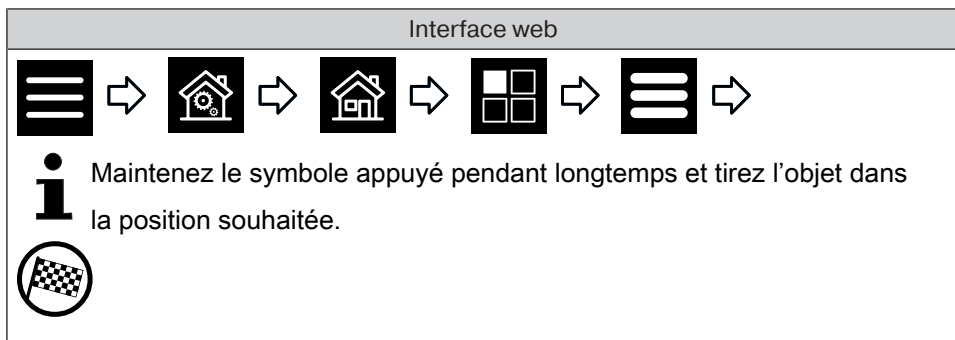 Interface web
Maintenez le symbole appuyé pendant longtemps et tirez l'objet dans
la position souhaitée.